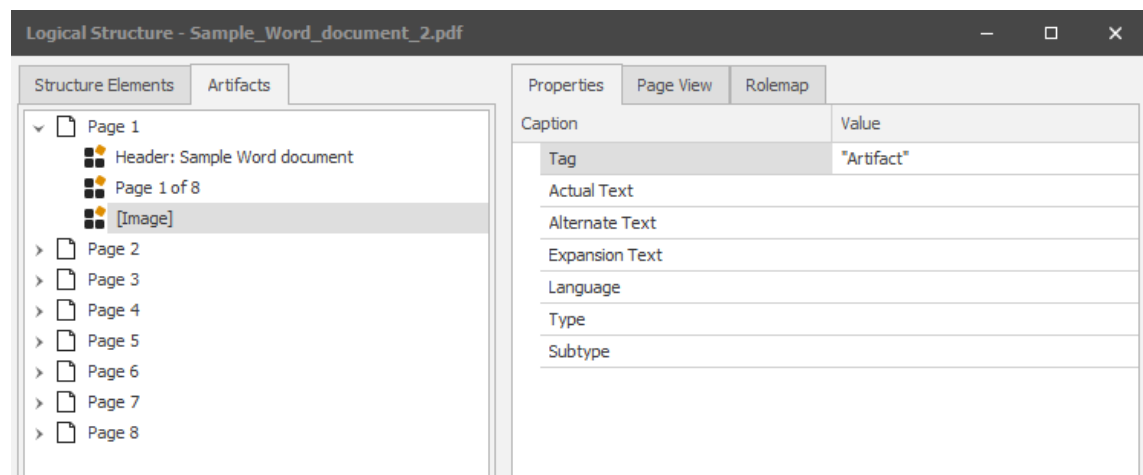 Logical Structure - Sample_Word_document_2.pdf
Structure Elements
Artifacts
Page 1
Header: Sample Word document
Page 1 of 8
[Image]
Page 2
Page 3
Page 4
Page 5
Page 6
Page 7
Page 8
Properties
Page View
Rolemap
Caption Value
Tag "Artifact"
Actual Text
Alternate Text
Expansion Text
Language
Type
Subtype